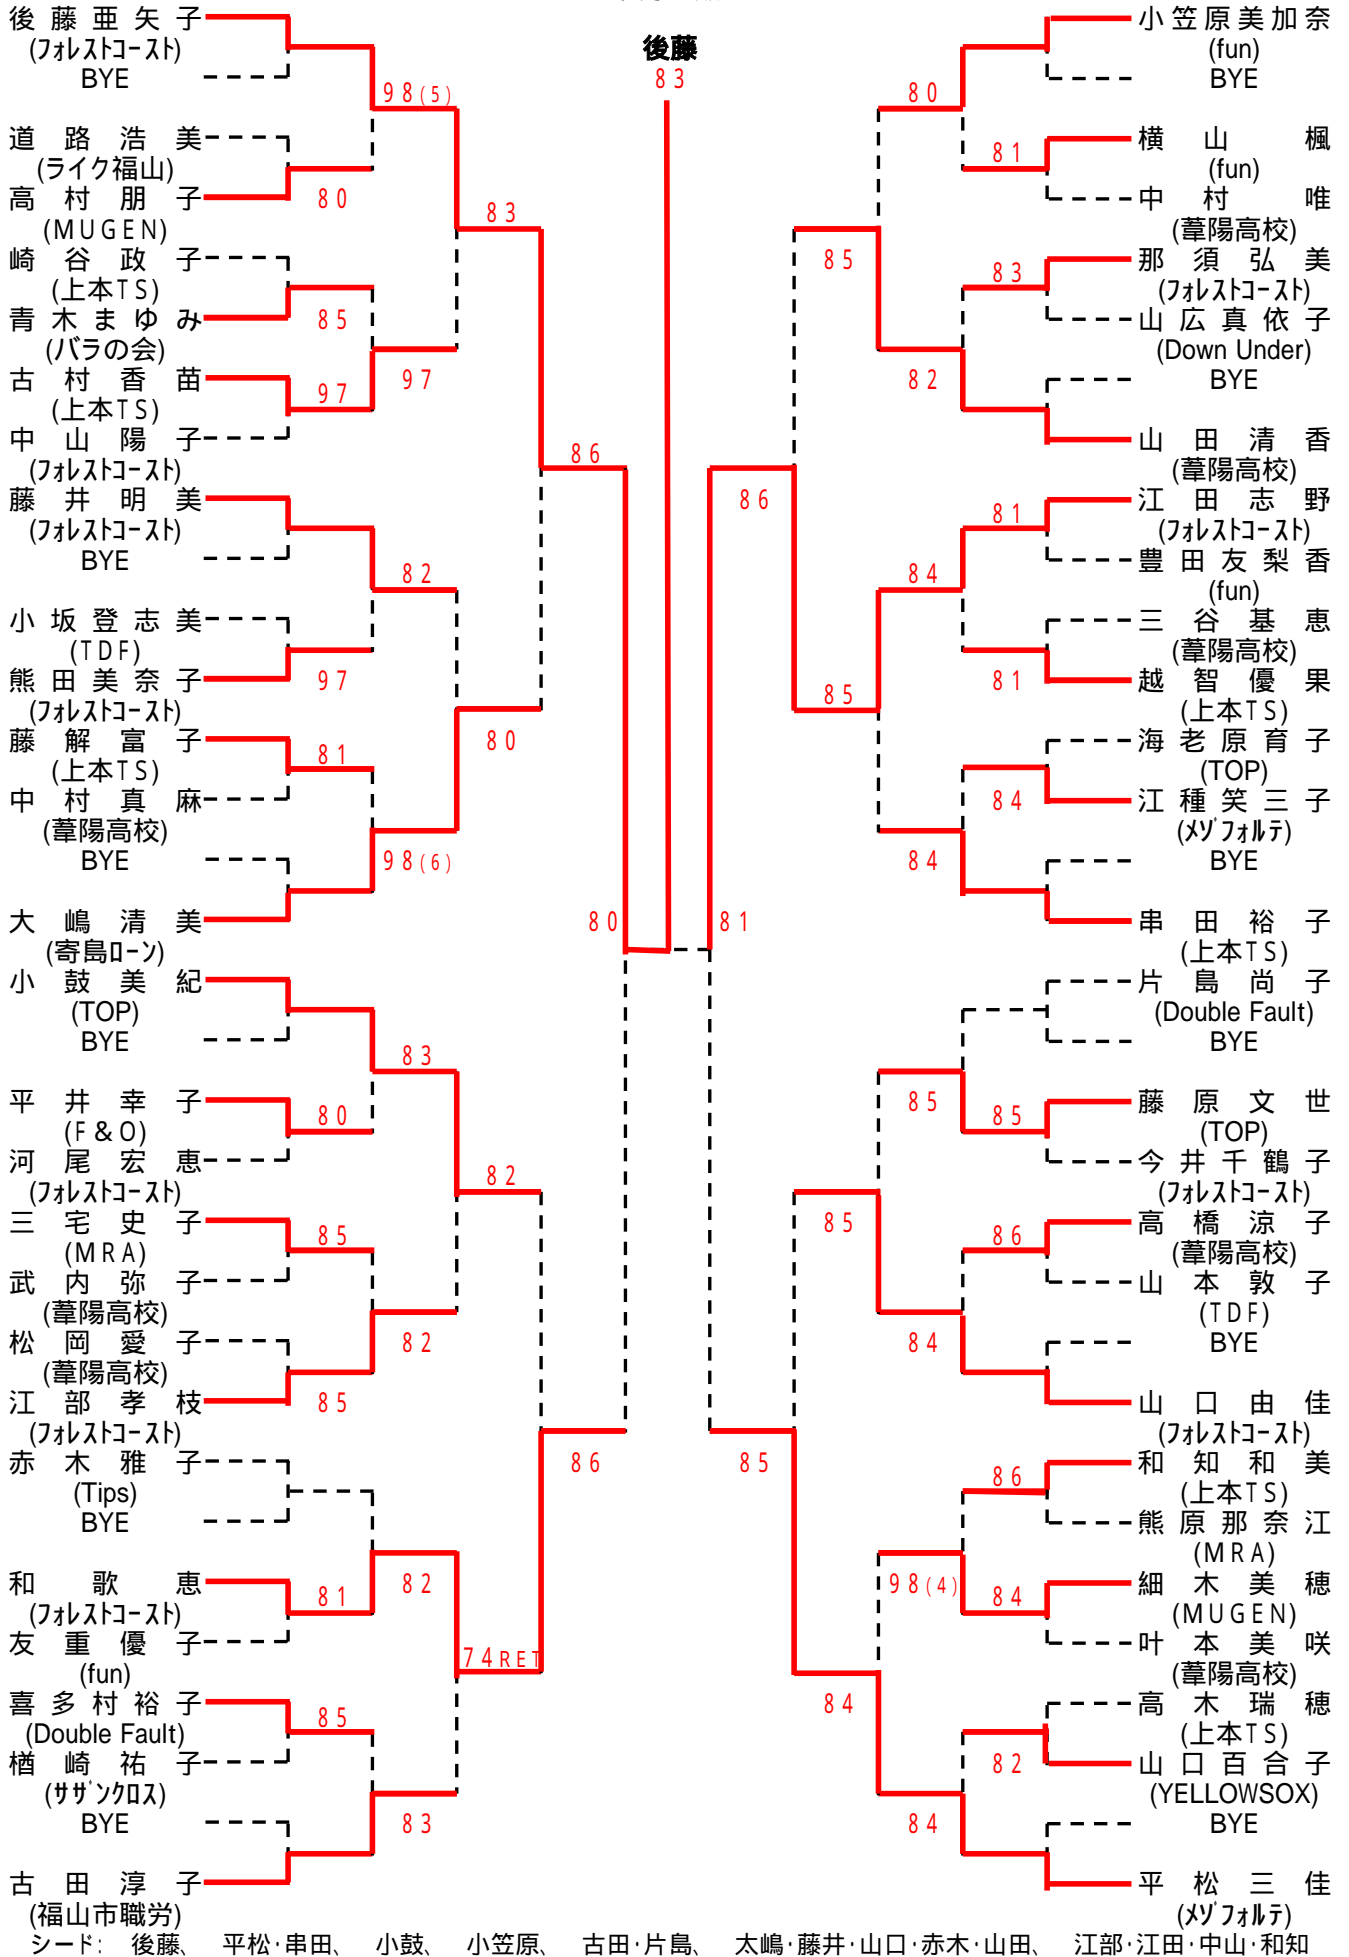 後藤
83
後藤亜矢子
(フォレストコースト)
BYE
98(5)
道路浩美
(ライク福山)
高村朋子
80
(MUGEN)
83
崎谷政子
(上本TS)
青木まゆみ
85
(バラの会)
古村香苗
97
97
(上本TS)
中山陽子
(フォレストコースト)
86
藤井明美
(フォレストコースト)
BYE
82
小坂登志美
(TDF)
熊田美奈子
97
(フォレストコースト)
藤解富子
81
80
(上本TS)
中村真麻
(葦陽高校)
BYE
98(6)
大嶋清美
80
(寄島ローン)
小鼓美紀
(TOP)
BYE
83
平井幸子
80
(F&O)
河尾宏恵
82
(フォレストコースト)
三宅史子
85
(MRA)
武内弥子
(葦陽高校)
松岡愛子
82
(葦陽高校)
江部孝枝
85
(フォレストコースト)
赤木雅子
86
(Tips)
BYE
和歌恵
81
82
(フォレストコースト)
友重優子
74RET
(fun)
喜多村裕子
85
(Double Fault)
楢崎祐子
(サザンクロス)
BYE
83
古田淳子
(福山市職労)
小笠原美加奈
(fun)
BYE
80
横山楓
81
(fun)
中村唯
(葦陽高校)
85
那須弘美
83
(フォレストコースト)
山広真依子
(Down Under)
BYE
82
山田清香
(葦陽高校)
86
江田志野
81
(フォレストコースト)
豊田友梨香
84
(fun)
三谷基恵
(葦陽高校)
越智優果
81
85
(上本TS)
海老原育子
(TOP)
江種笑三子
84
(メゾフォルテ)
BYE
84
串田裕子
81
(上本TS)
片島尚子
(Double Fault)
BYE
藤原文世
85
85
(TOP)
今井千鶴子
(フォレストコースト)
高橋涼子
86
85
(葦陽高校)
山本敦子
(TDF)
BYE
84
山口由佳
(フォレストコースト)
和知和美
86
85
(上本TS)
熊原那奈江
(MRA)
細木美穂
84
98(4)
(MUGEN)
叶本美咲
(葦陽高校)
高木瑞穂
84
(上本TS)
山口百合子
82
(YELLOWSOX)
BYE
84
平松三佳
(メゾフォルテ)
シード: 後藤、 平松・串田、 小鼓、 小笠原、 古田・片島、 太嶋・藤井・山口・赤木・山田、 江部・江田・中山・和知